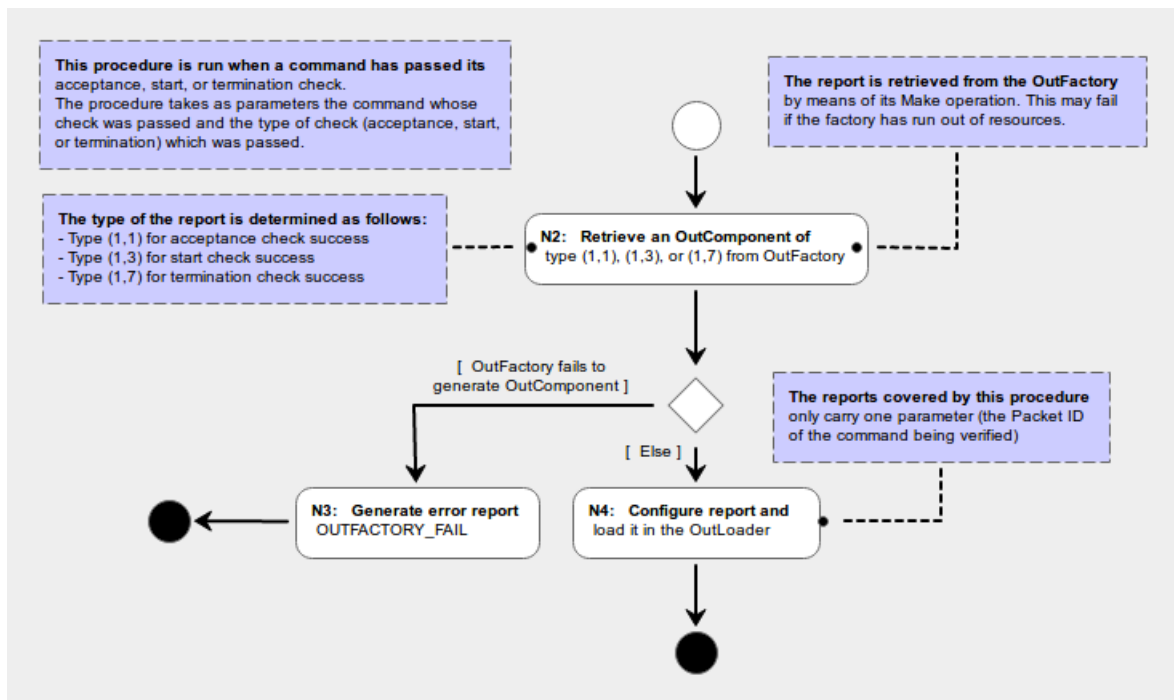 This procedure is run when a command has passed its
acceptance, start, or termination check.
The procedure takes as parameters the command whose
check was passed and the type of check (acceptance, start,
or termination) which was passed.
The report is retrieved from the OutFactory
by means of its Make operation. This may fail
if the factory has run out of resources.
The type of the report is determined as follows:
- Type (1,1) for acceptance check success
- Type (1,3) for start check success
- Type (1,7) for termination check success
N2: Retrieve an OutComponent of
type (1,1), (1,3), or (1,7) from OutFactory
[ OutFactory fails to
generate OutComponent ]
The reports covered by this procedure
only carry one parameter (the Packet ID
of the command being verified)
[ Else ]
N3: Generate error report
OUTFACTORY_FAIL
N4: Configure report and
load it in the OutLoader